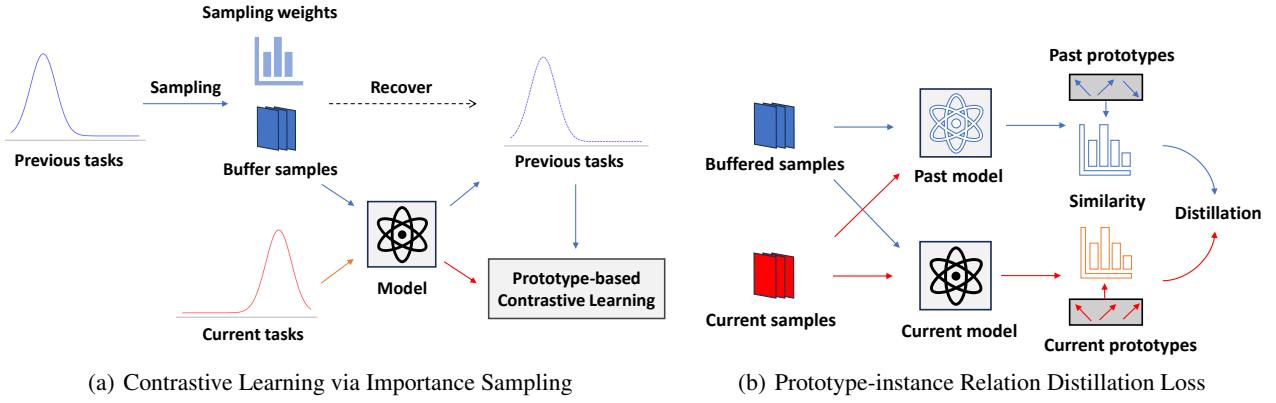 Sampling weights
Sampling
Recover
Previous tasks
Buffer samples
Previous tasks
Model
Prototype-based
Contrastive Learning
Current tasks
(a) Contrastive Learning via Importance Sampling
Past prototypes
Buffered samples
Past model
Similarity
Distillation
Current samples
Current model
Current prototypes
(b) Prototype-instance Relation Distillation Loss